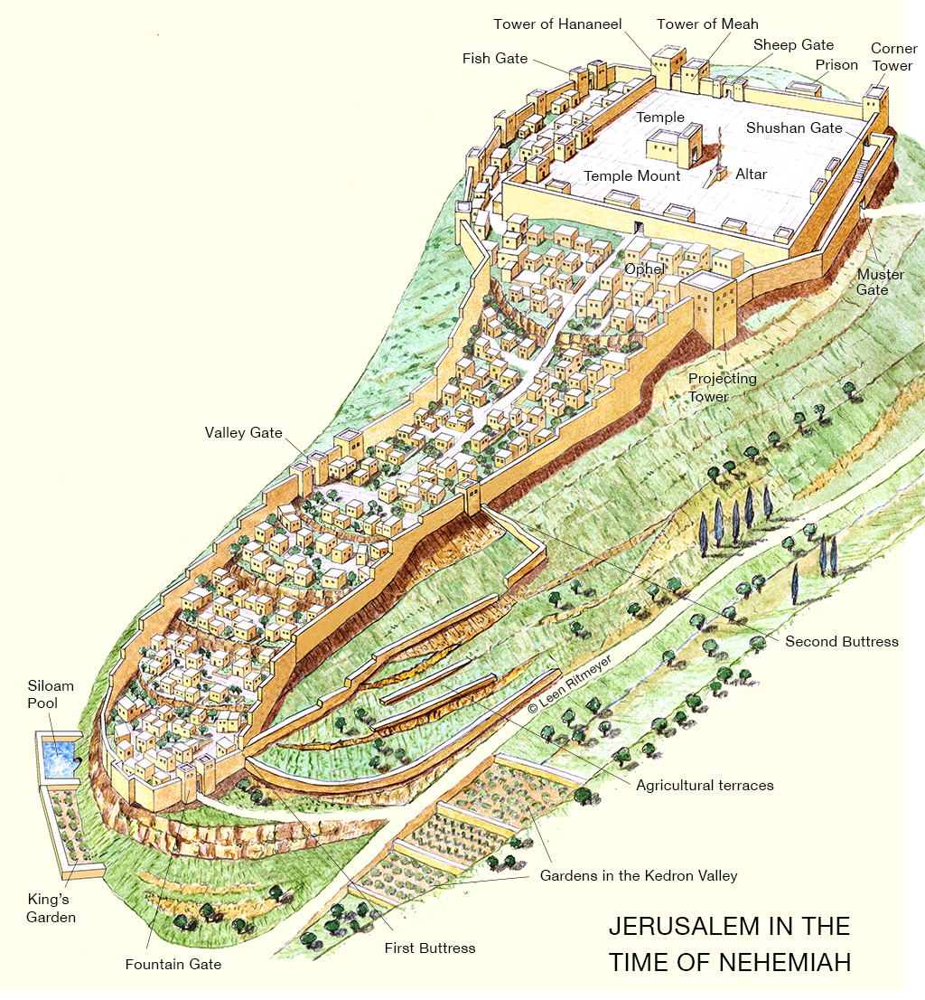 Tower of Hananeel
Tower of Meah
Sheep Gate
Corner
Tower
Fish Gate
Prison
Temple
Shushan Gate
Temple Mount
Altar
Ophel
Muster
Gate
Projecting
Tower
Valley Gate
Second Buttress
© Leen Ritmeyer
Siloam
Pool
Agricultural terraces
Gardens in the Kedron Valley
King's
Garden
First Buttress
Fountain Gate
JERUSALEM IN THE
TIME OF NEHEMIAH